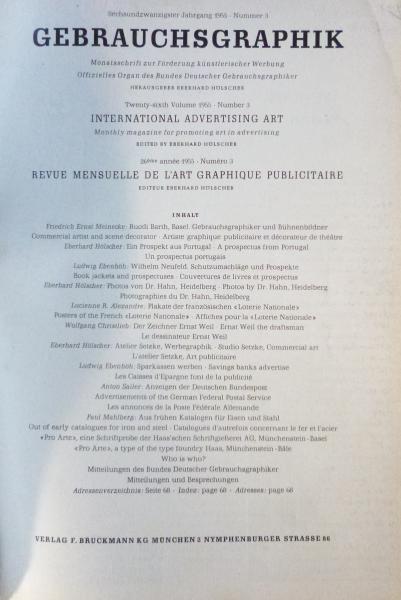 Sechsundzwanzigster Jahrgang 1955 · Nummer 3
GEBRAUCHSGRAPHIK
Monatsschrift zur Förderung künstlerischer Werbung
Offizielles Organ des Bundes Deutscher Gebrauchsgraphiker
HERAUSGEBER EBERHARD HÖLSCHER
Twenty-sixth Volume 1955 · Number 3
INTERNATIONAL ADVERTISING ART
Monthly magazine for promoting art in advertising
EDITED BY EBERHARD HÖLSCHER
26ème année 1955 · Numéro 3
REVUE MENSUELLE DE L'ART GRAPHIQUE PUBLICITAIRE
EDITEUR EBERHARD HÖLSCHER
INHALT
Friedrich Ernst Meinecke: Ruodi Barth, Basel. Gebrauchsgraphiker und Bühnenbildner
Commercial artist and scene decorator · Artiste graphique publicitaire et décorateur de théâtre
Eberhard Hölscher: Ein Prospekt aus Portugal · A prospectus from Portugal
Un prospectus portugais
Ludwig Ebenhöh: Wilhelm Neufeld. Schutzumschläge und Prospekte
Book jackets and prospectuses · Couvertures de livres et prospectus
Eberhard Hölscher: Photos von Dr. Hahn, Heidelberg · Photos by Dr. Hahn, Heidelberg
Photographies du Dr. Hahn, Heidelberg
Lucienne R. Alexandre: Plakate der französischen «Loterie Nationale»
Posters of the French «Loterie Nationale» · Affiches pour la «Loterie Nationale»
Wolfgang Christlieb: Der Zeichner Ernst Weil · Ernst Weil the draftsman
Le dessinateur Ernst Weil
Eberhard Hölscher: Atelier Setzke, Werbegraphik · Studio Setzke, Commercial art
L'atelier Setzke, Art publicitaire
Ludwig Ebenhöh: Sparkassen werben · Savings banks advertise
Les Caisses d'Epargne font de la publicité
Anton Sailer: Anzeigen der Deutschen Bundespost
Advertisements of the German Federal Postal Service
Les annonces de la Poste Fédérale Allemande
Paul Mahlberg: Aus frühen Katalogen für Eisen und Stahl
Out of early catalogues for iron and steel · Catalogues d'autrefois concernant le fer et l'acier
«Pro Arte», eine Schriftprobe der Haas'schen Schriftgießerei AG, Münchenstein · Basel
«Pro Arte», a type of the type foundry Haas, Münchenstein · Bâle
Who is who?
Mitteilungen des Bundes Deutscher Gebrauchsgraphiker
Mitteilungen und Besprechungen
Adressenverzeichnis: Seite 68 · Index: page 68 · Adresses: page 68
VERLAG F. BRUCKMANN KG MÜNCHEN 2 NYMPHENBURGER STRASSE 86